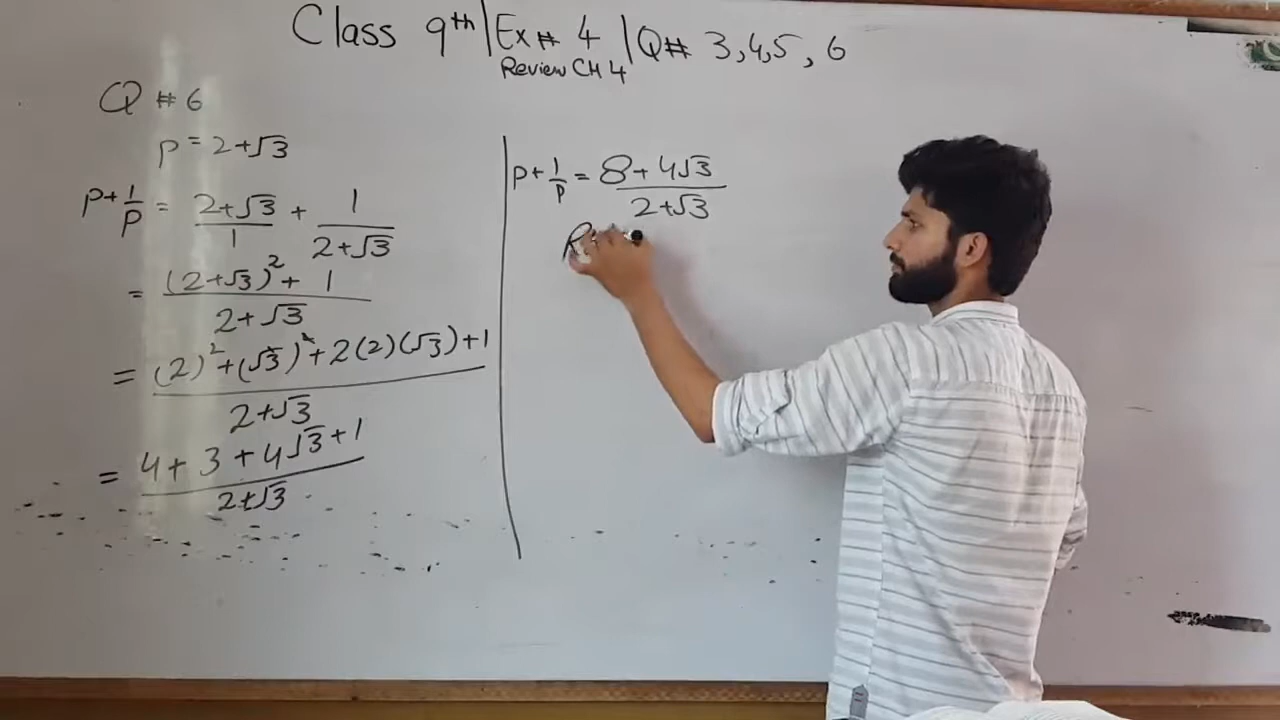 Class 9th | Ex # 4 | Q# 3,4,5,6
Review CH 4
Q # 6
p = 2+√3
p+1/p = 2+√3/1 + 1/2+√3
= (2+√3)² + 1 / 2+√3
= (2)²+(√3)²+2(2)(√3)+1 / 2+√3
= 4+3+4√3+1 / 2+√3
p+1/p = 8+4√3 / 2+√3